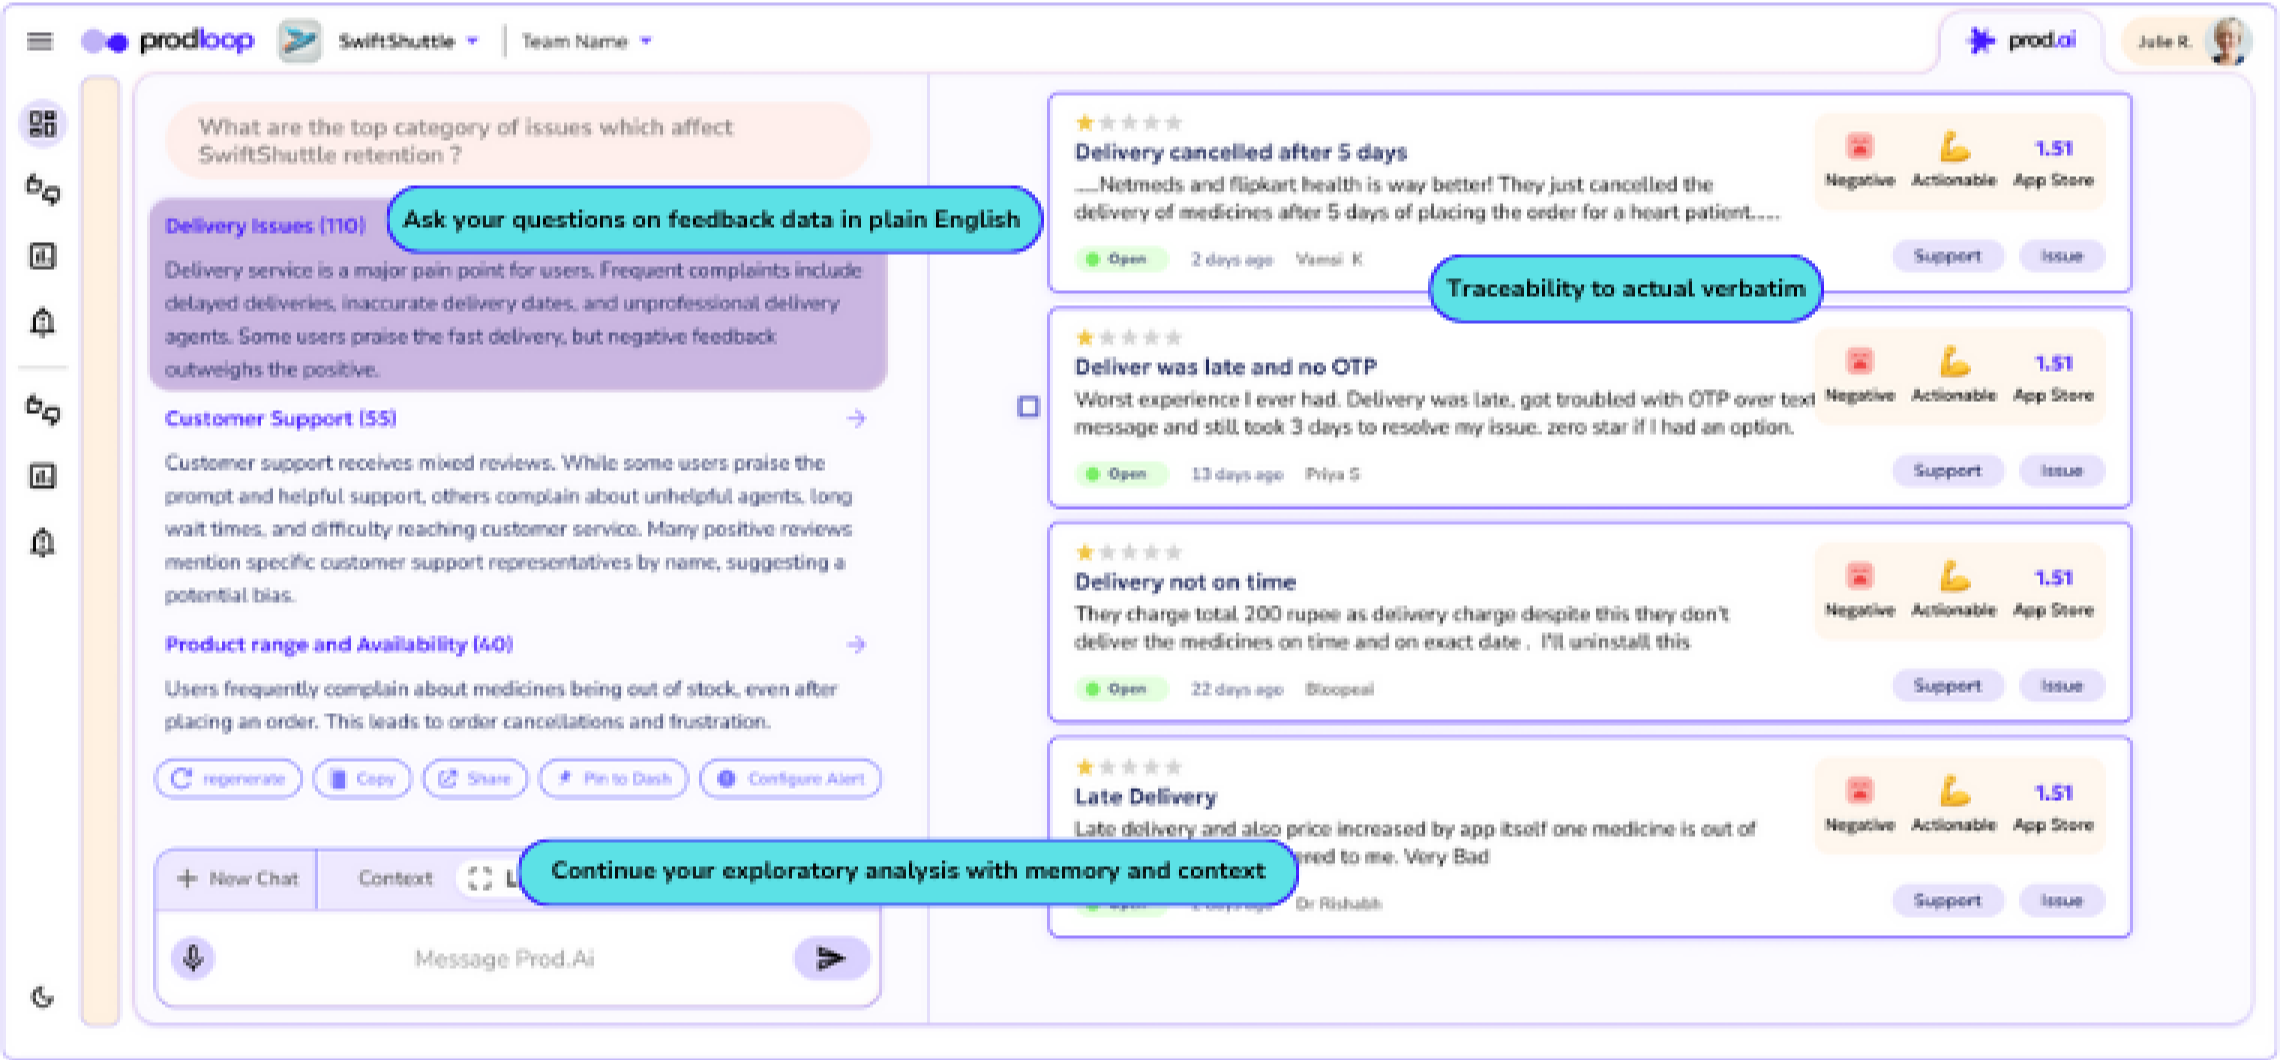 prodloop
SwiftShuttle
Team Name
prod.ai
Julie R.
What are the top category of issues which affect
SwiftShuttle retention ?
Ask your questions on feedback data in plain English
Delivery Issues (110)
Delivery service is a major pain point for users. Frequent complaints include
delayed deliveries, inaccurate delivery dates, and unprofessional delivery
agents. Some users praise the fast delivery, but negative feedback
outweighs the positive.
Customer Support (55)
Customer support receives mixed reviews. While some users praise the
prompt and helpful support, others complain about unhelpful agents, long
wait times, and difficulty reaching customer service. Many positive reviews
mention specific customer support representatives by name, suggesting a
potential bias.
Product range and Availability (40)
Users frequently complain about medicines being out of stock, even after
placing an order. This leads to order cancellations and frustration.
regenerate
Copy
Share
Pin to Dash
Configure Alert
New Chat
Context
Continue your exploratory analysis with memory and context
Message Prod.Ai
Delivery cancelled after 5 days
....Netmeds and flipkart health is way better! They just cancelled the
delivery of medicines after 5 days of placing the order for a heart patient.....
Negative
Actionable
1.51
App Store
Open
2 days ago
Vamsi K
Support
Issue
Traceability to actual verbatim
Deliver was late and no OTP
Worst experience I ever had. Delivery was late, got troubled with OTP over text
message and still took 3 days to resolve my issue. zero star if I had an option.
Negative
Actionable
1.51
App Store
Open
13 days ago
Priya S
Support
Issue
Delivery not on time
They charge total 200 rupee as delivery charge despite this they don't
deliver the medicines on time and on exact date . I'll uninstall this
Negative
Actionable
1.51
App Store
Open
22 days ago
Bloopeal
Support
Issue
Late Delivery
Late delivery and also price increased by app itself one medicine is out of
ered to me. Very Bad
Negative
Actionable
1.51
App Store
Dr Rishabh
Support
Issue